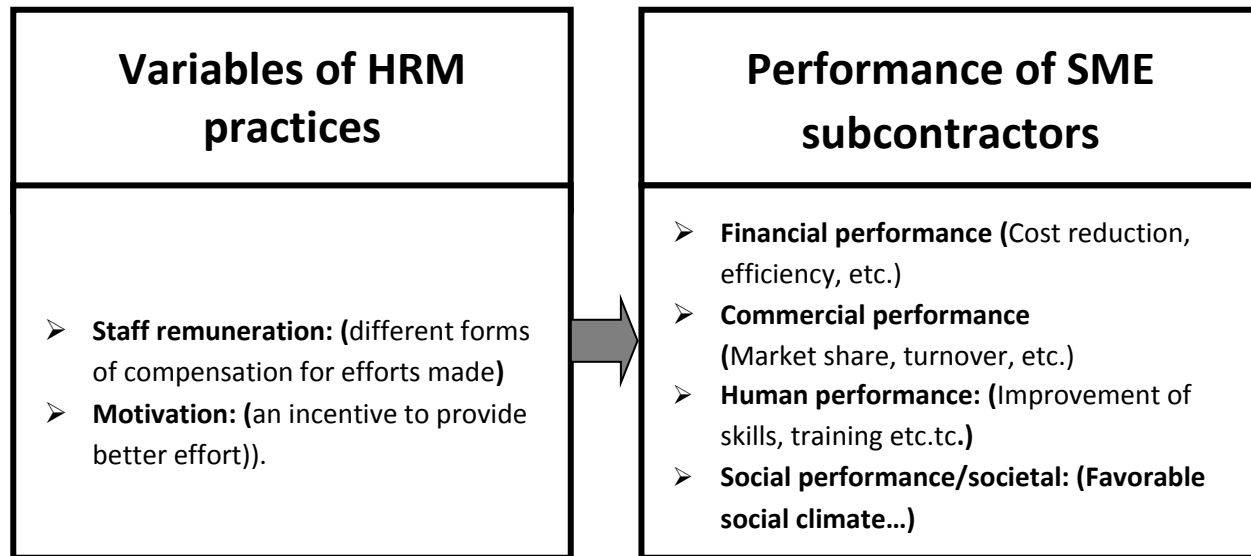 Variables of HRM
practices
➢ Staff remuneration: (different forms
of compensation for efforts made)
➢ Motivation: (an incentive to provide
better effort)).
Performance of SME
subcontractors
➢ Financial performance (Cost reduction,
efficiency, etc.)
➢ Commercial performance
(Market share, turnover, etc.)
➢ Human performance: (Improvement of
skills, training etc.tc.)
➢ Social performance/societal: (Favorable
social climate…)